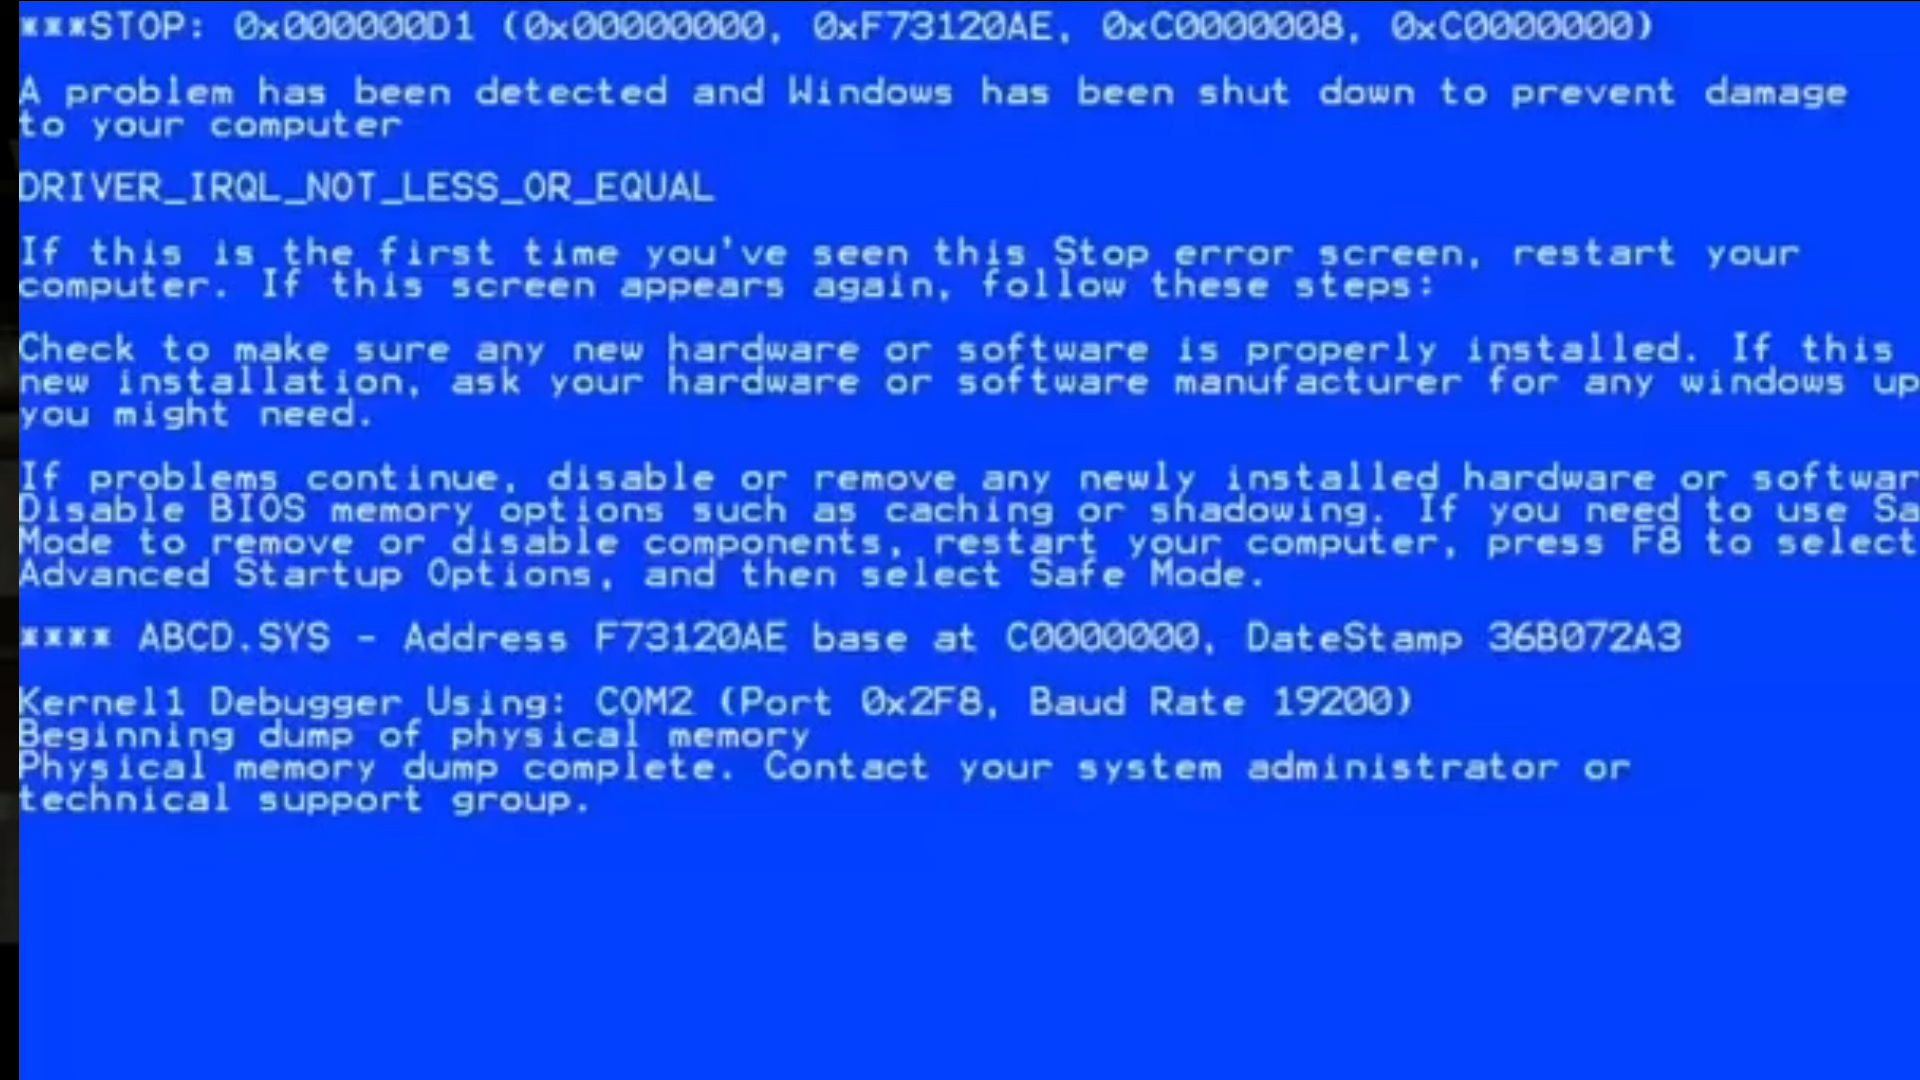 ***STOP: 0x000000D1 (0x00000000, 0xF73120AE, 0xC0000008, 0xC0000000)
A problem has been detected and Windows has been shut down to prevent damage
to your computer
DRIVER_IRQL_NOT_LESS_OR_EQUAL
If this is the first time you've seen this Stop error screen, restart your
computer. If this screen appears again, follow these steps:
Check to make sure any new hardware or software is properly installed. If this
new installation, ask your hardware or software manufacturer for any windows up
you might need.
If problems continue, disable or remove any newly installed hardware or softwar
Disable BIOS memory options such as caching or shadowing. If you need to use Sa
Mode to remove or disable components, restart your computer, press F8 to select
Advanced Startup Options, and then select Safe Mode.
**** ABCD.SYS - Address F73120AE base at C0000000, DateStamp 36B072A3
Kernel1 Debugger Using: COM2 (Port 0x2F8, Baud Rate 19200)
Beginning dump of physical memory
Physical memory dump complete. Contact your system administrator or
technical support group.